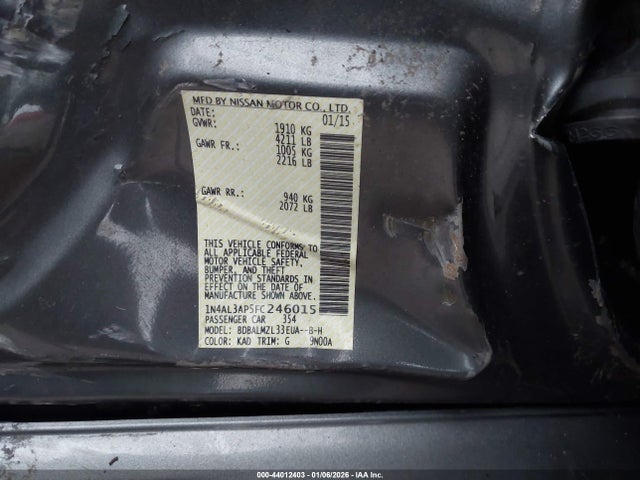 MFD BY NISSAN MOTOR CO., LTD.
DATE: 01/15
GVWR: 1910 KG
4211 LB
GAWR FR.: 1005 KG
2216 LB
GAWR RR.: 940 KG
2072 LB
THIS VEHICLE CONFORMS TO
ALL APPLICABLE FEDERAL
MOTOR VEHICLE SAFETY,
BUMPER, AND THEFT
PREVENTION STANDARDS IN
EFFECT ON THE DATE OF
MANUFACTURE SHOWN ABOVE.
1N4AL3AP5FC246015
PASSENGER CAR 354
MODEL: BDBALMZL33EUA--B-H
COLOR: KAD TRIM: G 9N00A
000-44012403 - 01/06/2026 - IAA Inc.